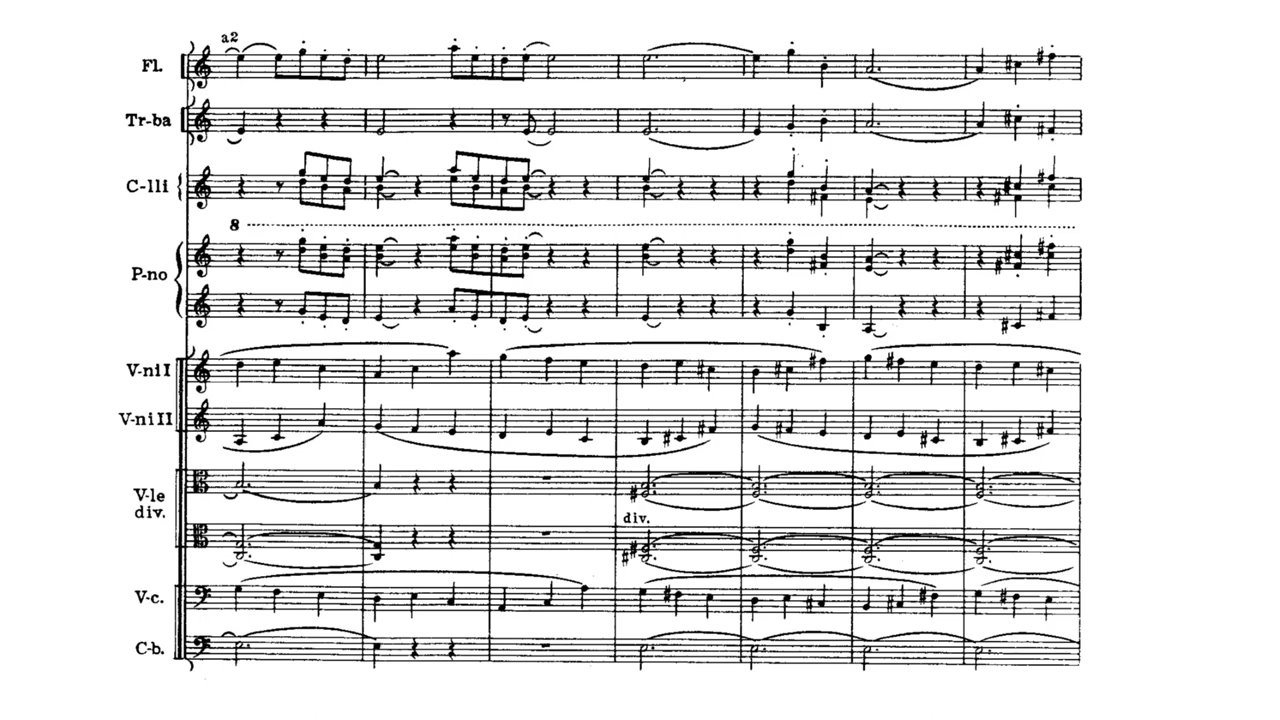 a2
Fl.
Tr-ba
C-lli
8
P-no
V-ni I
V-ni II
V-le
div.
div.
V-c.
C-b.